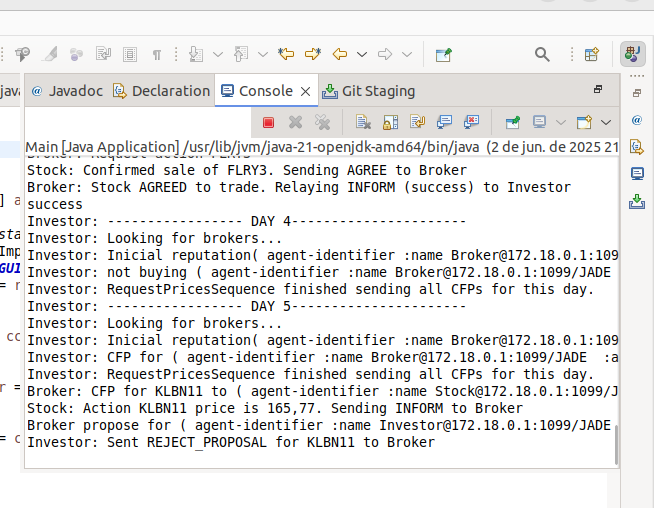 Javadoc
Declaration
Console
Git Staging
Main [Java Application] /usr/lib/jvm/java-21-openjdk-amd64/bin/java (2 de jun. de 2025 21
Stock: Confirmed sale of FLRY3. Sending AGREE to Broker
Broker: Stock AGREED to trade. Relaying INFORM (success) to Investor
success
Investor: ----------------- DAY 4----------------------
Investor: Looking for brokers...
Investor: Inicial reputation( agent-identifier :name Broker@172.18.0.1:109
Investor: not buying ( agent-identifier :name Broker@172.18.0.1:1099/JADE
Investor: RequestPricesSequence finished sending all CFPs for this day.
Investor: ----------------- DAY 5----------------------
Investor: Looking for brokers...
Investor: Inicial reputation( agent-identifier :name Broker@172.18.0.1:109
Investor: CFP for ( agent-identifier :name Broker@172.18.0.1:1099/JADE :a
Investor: RequestPricesSequence finished sending all CFPs for this day.
Broker: CFP for KLBN11 to ( agent-identifier :name Stock@172.18.0.1:1099/J
Stock: Action KLBN11 price is 165,77. Sending INFORM to Broker
Broker propose for ( agent-identifier :name Investor@172.18.0.1:1099/JADE
Investor: Sent REJECT_PROPOSAL for KLBN11 to Broker